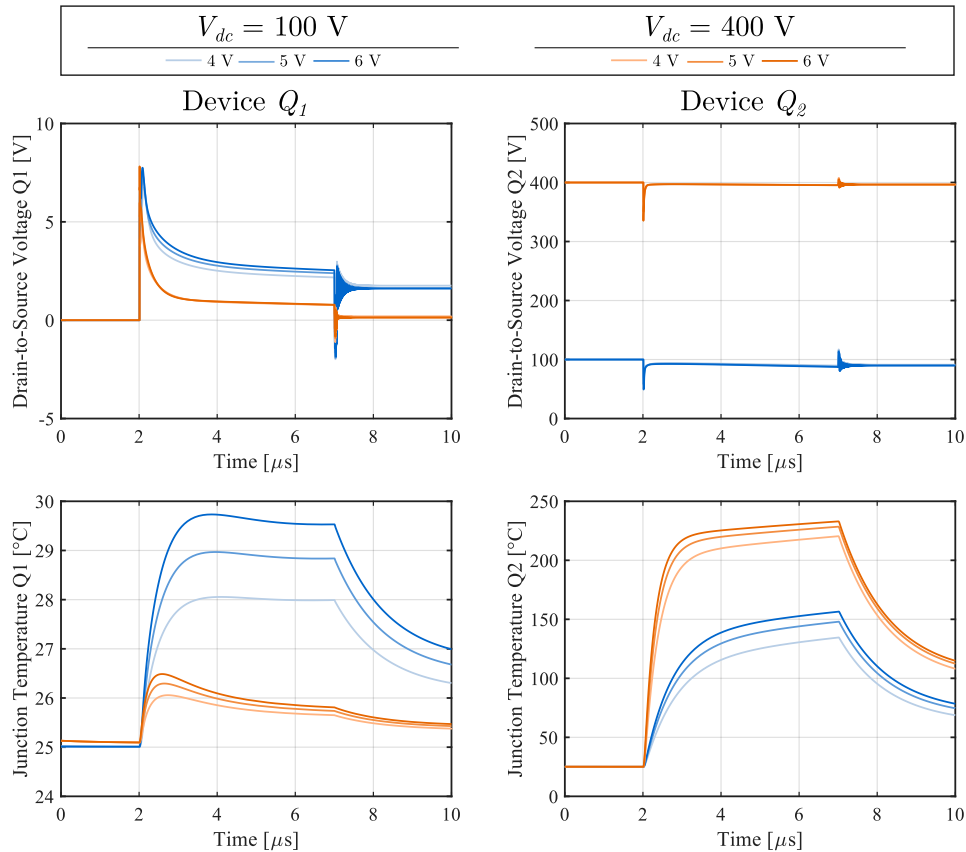 V_dc = 100 V
V_dc = 400 V
4 V 5 V 6 V
4 V 5 V 6 V
Device Q_1
Device Q_2
Drain-to-Source Voltage Q1 [V]
10
5
0
-5
0 2 4 6 8 10
Time [μs]
Drain-to-Source Voltage Q2 [V]
500
400
300
200
100
0
0 2 4 6 8 10
Time [μs]
Junction Temperature Q1 [°C]
30
29
28
27
26
25
24
0 2 4 6 8 10
Time [μs]
Junction Temperature Q2 [°C]
250
200
150
100
50
0
0 2 4 6 8 10
Time [μs]